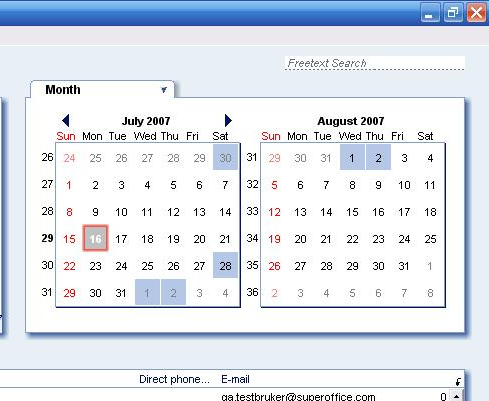 Freetext Search
Month
July 2007
Sun Mon Tue Wed Thu Fri Sat
26 24 25 26 27 28 29 30
27 1 2 3 4 5 6 7
28 8 9 10 11 12 13 14
29 15 16 17 18 19 20 21
30 22 23 24 25 26 27 28
31 29 30 31 1 2 3 4
August 2007
Sun Mon Tue Wed Thu Fri Sat
31 29 30 31 1 2 3 4
32 5 6 7 8 9 10 11
33 12 13 14 15 16 17 18
34 19 20 21 22 23 24 25
35 26 27 28 29 30 31 1
36 2 3 4 5 6 7 8
Direct phone... E-mail
qa.testbruker@superoffice.com 0